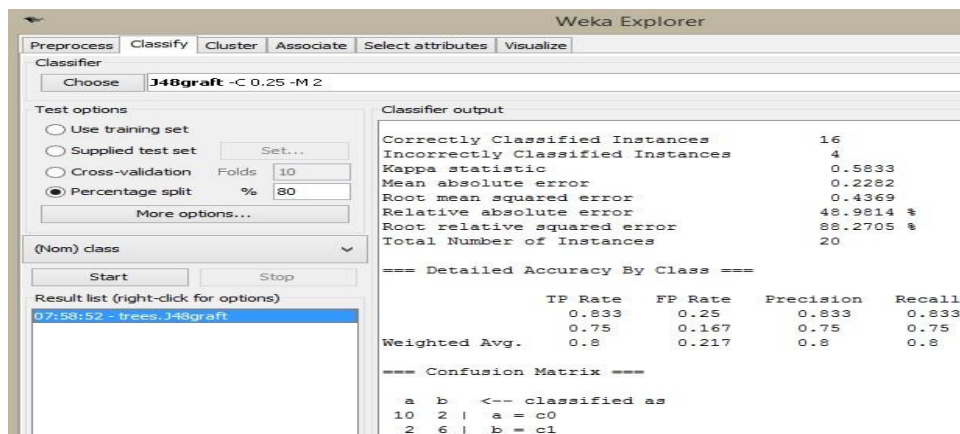 Weka Explorer
Preprocess Classify Cluster Associate Select attributes Visualize
Classifier
Choose J48graft -C 0.25 -M 2
Test options
Use training set
Supplied test set Set...
Cross-validation Folds 10
Percentage split % 80
More options...
(Nom) class
Start Stop
Result list (right-click for options)
07:58:52 - trees.J48graft
Classifier output
Correctly Classified Instances 16
Incorrectly Classified Instances 4
Kappa statistic 0.5833
Mean absolute error 0.2282
Root mean squared error 0.4369
Relative absolute error 48.9814 %
Root relative squared error 88.2705 %
Total Number of Instances 20
=== Detailed Accuracy By Class ===
TP Rate FP Rate Precision Recall
0.833 0.25 0.833 0.833
0.75 0.167 0.75 0.75
Weighted Avg. 0.8 0.217 0.8 0.8
=== Confusion Matrix ===
a b <-- classified as
10 2 | a = c0
2 6 | b = c1